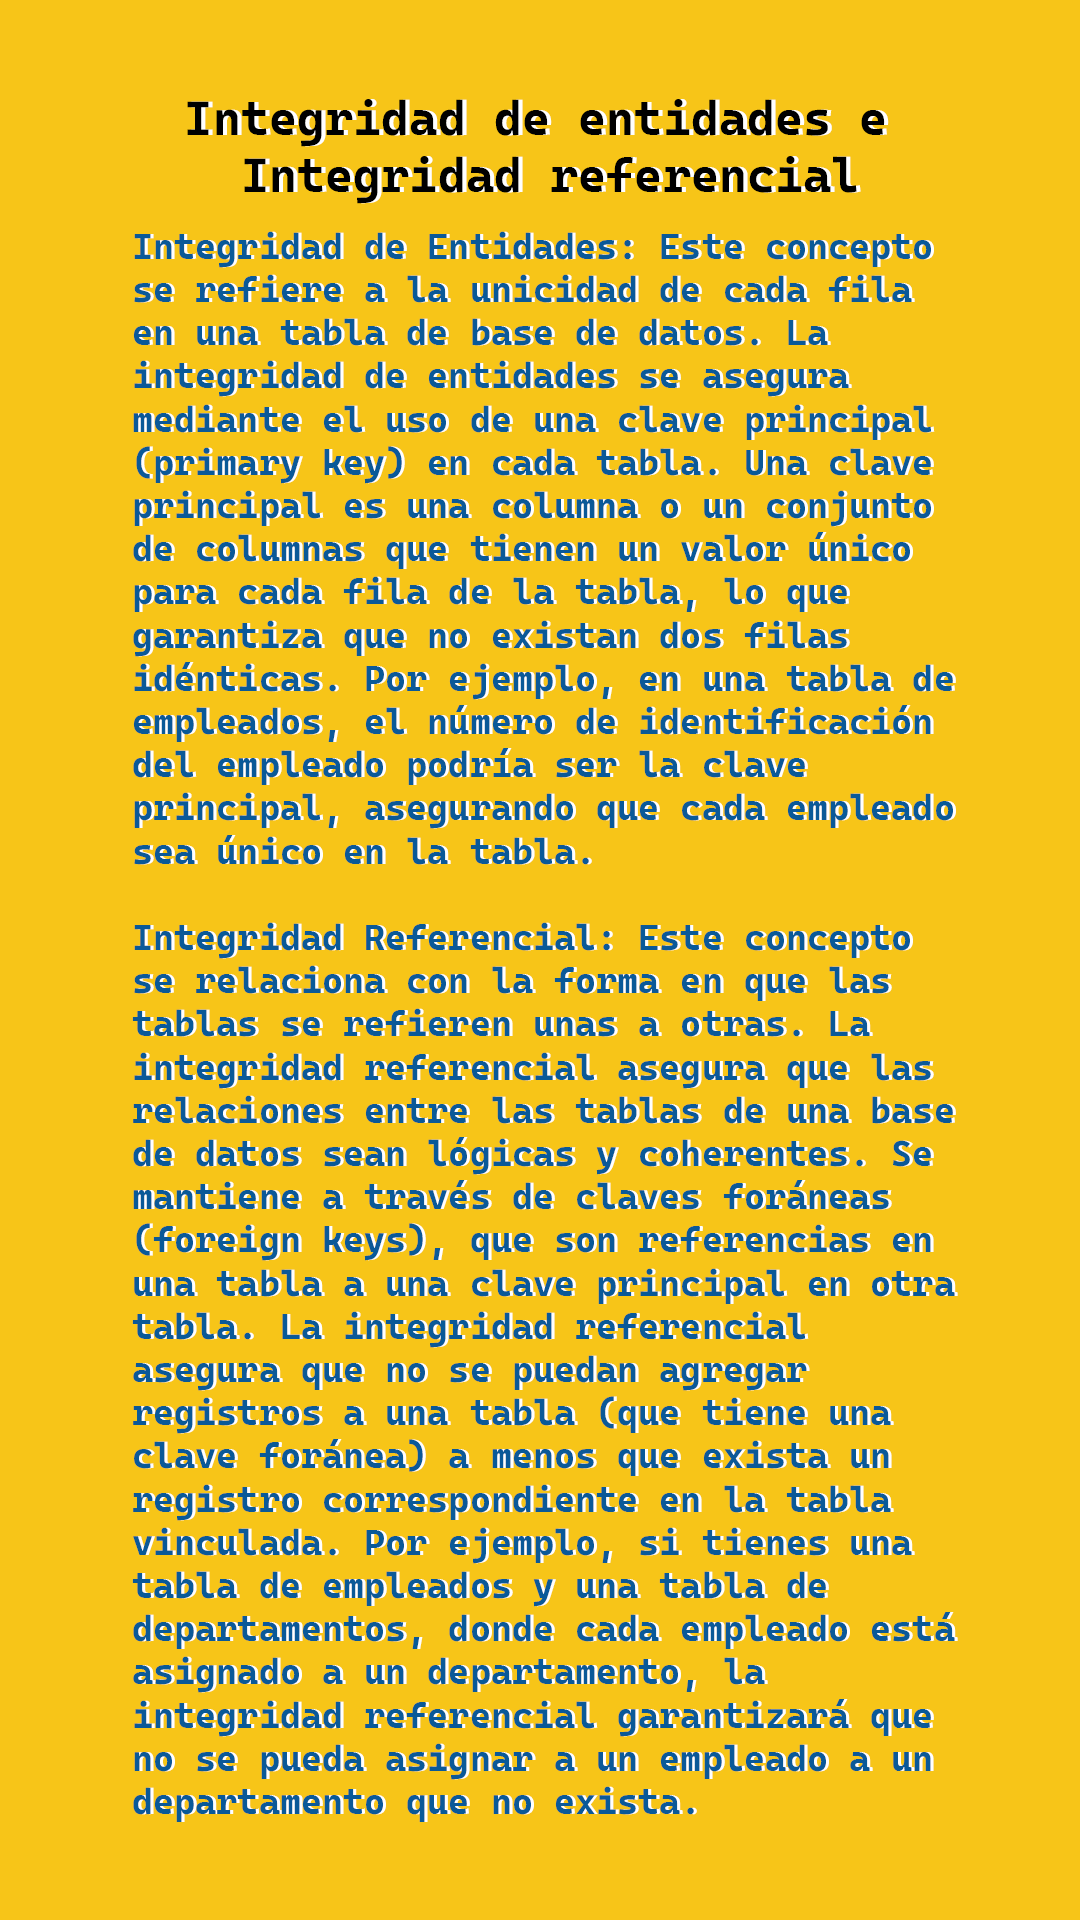 Integridad de entidades e
Integridad referencial
Integridad de Entidades: Este concepto
se refiere a la unicidad de cada fila
en una tabla de base de datos. La
integridad de entidades se asegura
mediante el uso de una clave principal
(primary key) en cada tabla. Una clave
principal es una columna o un conjunto
de columnas que tienen un valor único
para cada fila de la tabla, lo que
garantiza que no existan dos filas
idénticas. Por ejemplo, en una tabla de
empleados, el número de identificación
del empleado podría ser la clave
principal, asegurando que cada empleado
sea único en la tabla.
Integridad Referencial: Este concepto
se relaciona con la forma en que las
tablas se refieren unas a otras. La
integridad referencial asegura que las
relaciones entre las tablas de una base
de datos sean lógicas y coherentes. Se
mantiene a través de claves foráneas
(foreign keys), que son referencias en
una tabla a una clave principal en otra
tabla. La integridad referencial
asegura que no se puedan agregar
registros a una tabla (que tiene una
clave foránea) a menos que exista un
registro correspondiente en la tabla
vinculada. Por ejemplo, si tienes una
tabla de empleados y una tabla de
departamentos, donde cada empleado está
asignado a un departamento, la
integridad referencial garantizará que
no se pueda asignar a un empleado a un
departamento que no exista.